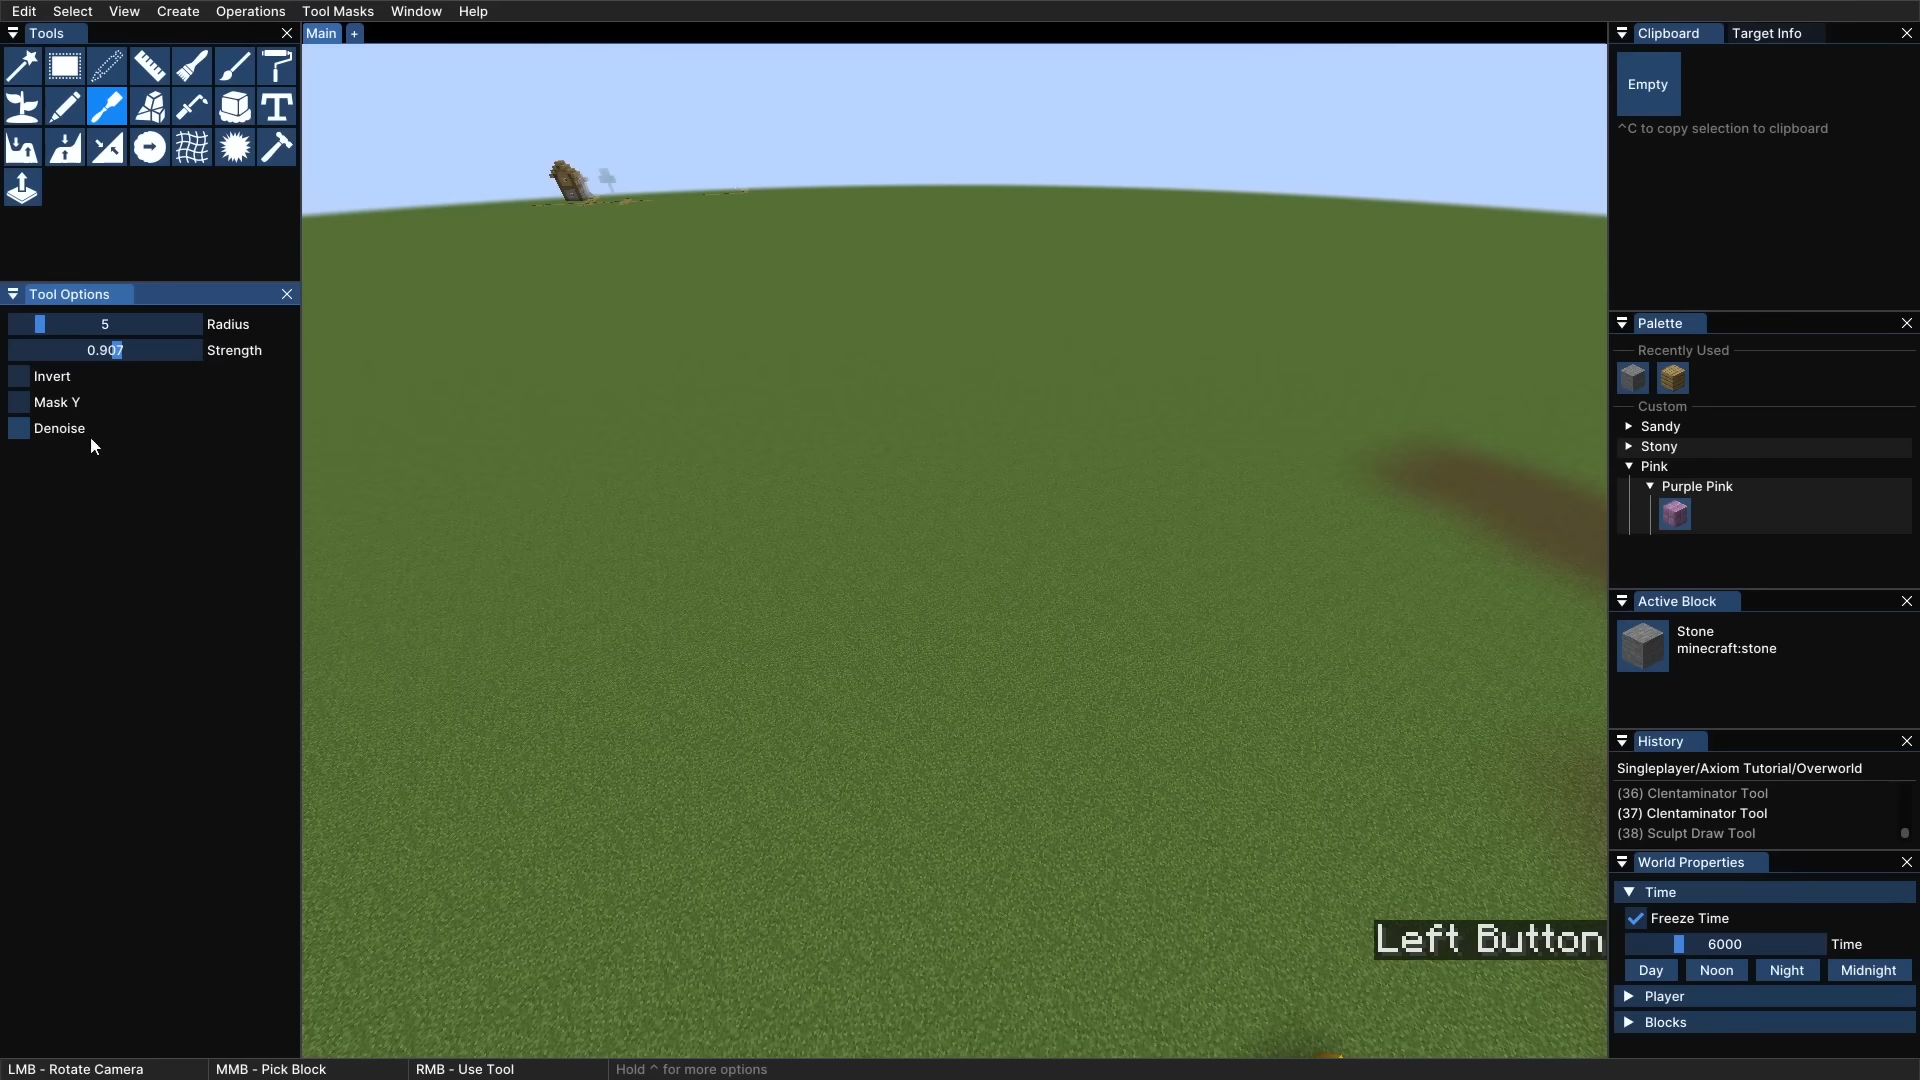 Edit Select View Create Operations Tool Masks Window Help
Tools
Main +
Clipboard Target Info
Empty
^C to copy selection to clipboard
Tool Options
5 Radius
0.907 Strength
Invert
Mask Y
Denoise
Palette
Recently Used
Custom
Sandy
Stony
Pink
Purple Pink
Active Block
Stone
minecraft:stone
History
Singleplayer/Axiom Tutorial/Overworld
(36) Clentaminator Tool
(37) Clentaminator Tool
(38) Sculpt Draw Tool
World Properties
Time
Freeze Time
6000 Time
Day Noon Night Midnight
Player
Blocks
Left Button
LMB - Rotate Camera MMB - Pick Block RMB - Use Tool Hold ^ for more options